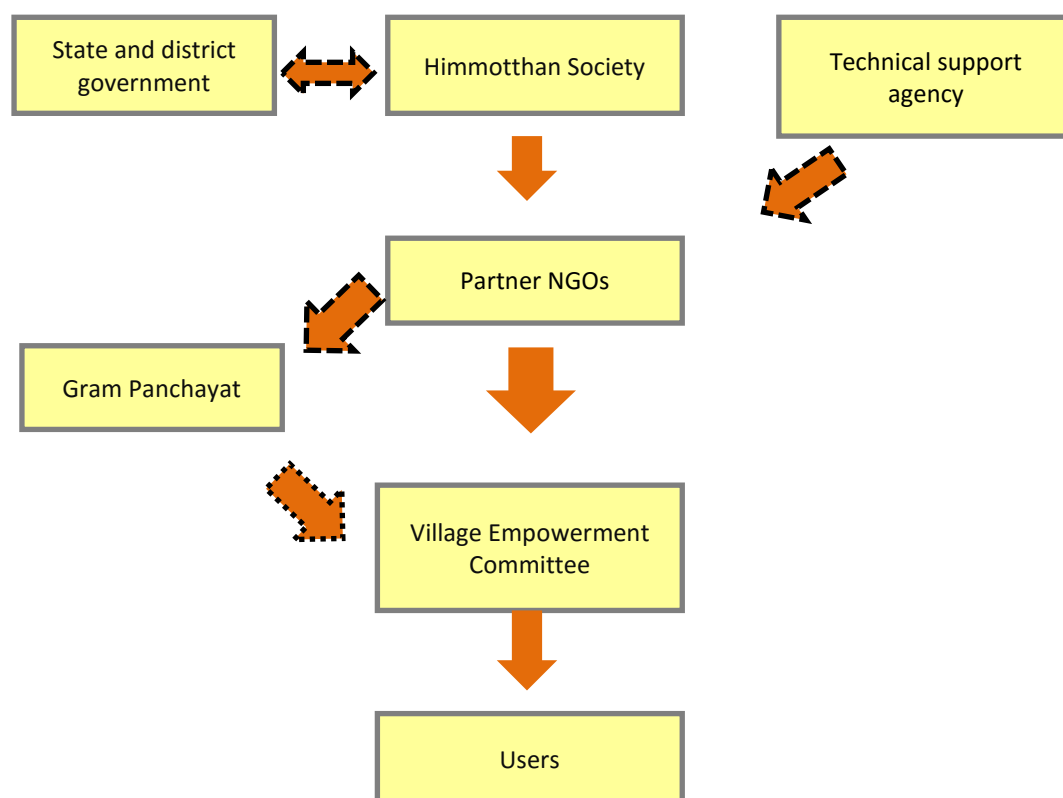 State and district
government
Himmotthan Society
Technical support
agency
Partner NGOs
Gram Panchayat
Village Empowerment
Committee
Users